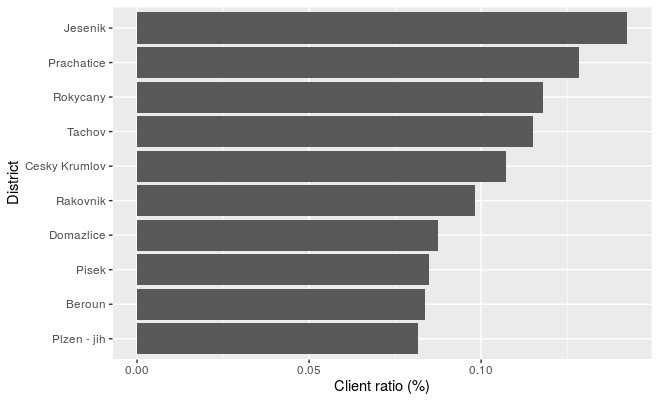 District
Jesenik
Prachatice
Rokycany
Tachov
Cesky Krumlov
Rakovnik
Domazlice
Pisek
Beroun
Plzen - jih
0.00 0.05 0.10
Client ratio (%)